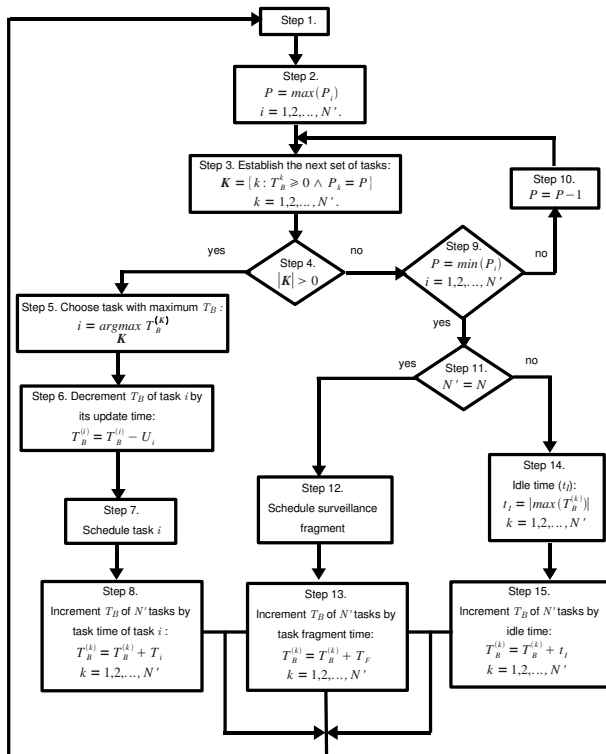 Step 1.
Step 2.
P = max(P_i)
i = 1,2,..., N'.
Step 3. Establish the next set of tasks:
K = [k : T_B^k ⩾ 0 ∧ P_k = P]
k = 1,2,..., N'.
Step 10.
P = P−1
yes
Step 4.
|K| > 0
no
Step 9.
P = min(P_i)
i = 1,2,..., N'
no
yes
Step 5. Choose task with maximum T_B :
i = argmax T_B^(K)
K
Step 6. Decrement T_B of task i by
its update time:
T_B^(i) = T_B^(i) − U_i
Step 7.
Schedule task i
Step 8.
Increment T_B of N' tasks by
task time of task i :
T_B^(k) = T_B^(k) + T_i
k = 1,2,..., N'
yes
Step 11.
N' = N
no
Step 12.
Schedule surveillance
fragment
Step 13.
Increment T_B of N' tasks by
task fragment time:
T_B^(k) = T_B^(k) + T_F
k = 1,2,..., N'
Step 14.
Idle time (t_I):
t_I = |max(T_B^(k))|
k = 1,2,..., N'
Step 15.
Increment T_B of N' tasks by
idle time:
T_B^(k) = T_B^(k) + t_I
k = 1,2,..., N'